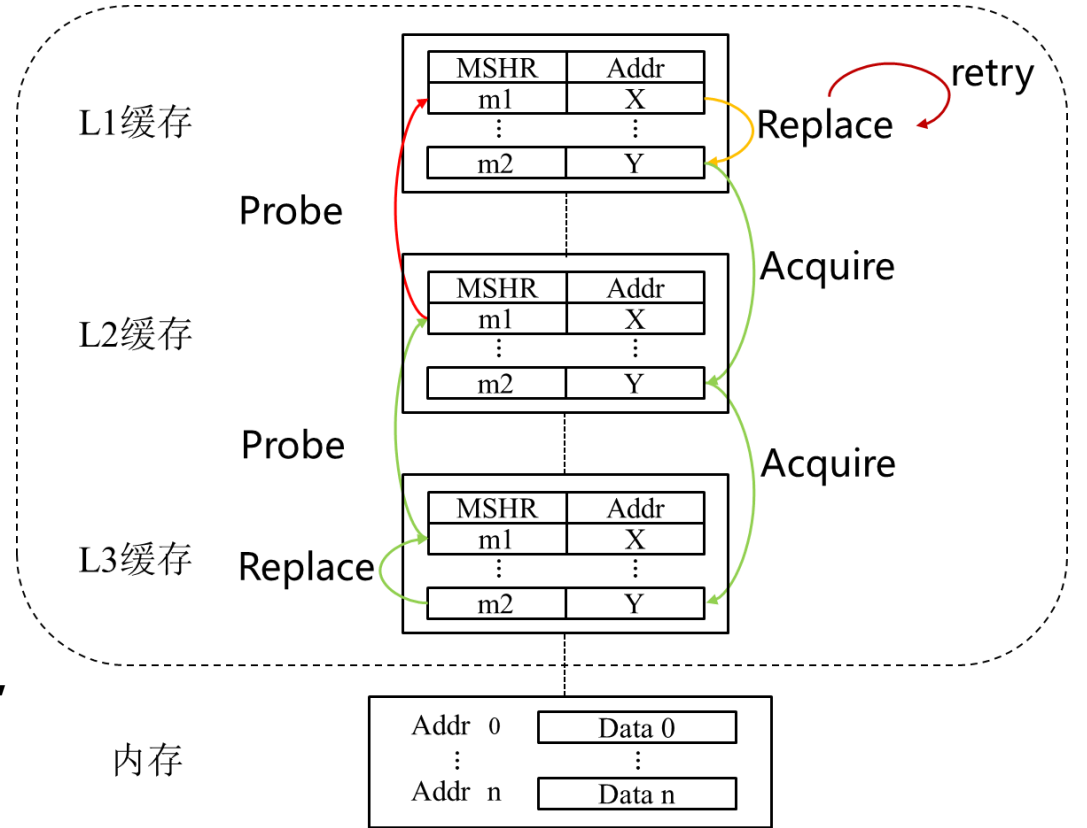 MSHR Addr
retry
L1缓存
m1 X
Replace
⋮ ⋮
m2 Y
Probe
Acquire
MSHR Addr
L2缓存
m1 X
⋮ ⋮
m2 Y
Probe
Acquire
MSHR Addr
m1 X
L3缓存
Replace
⋮ ⋮
m2 Y
Addr 0 Data 0
内存
⋮ ⋮
Addr n Data n